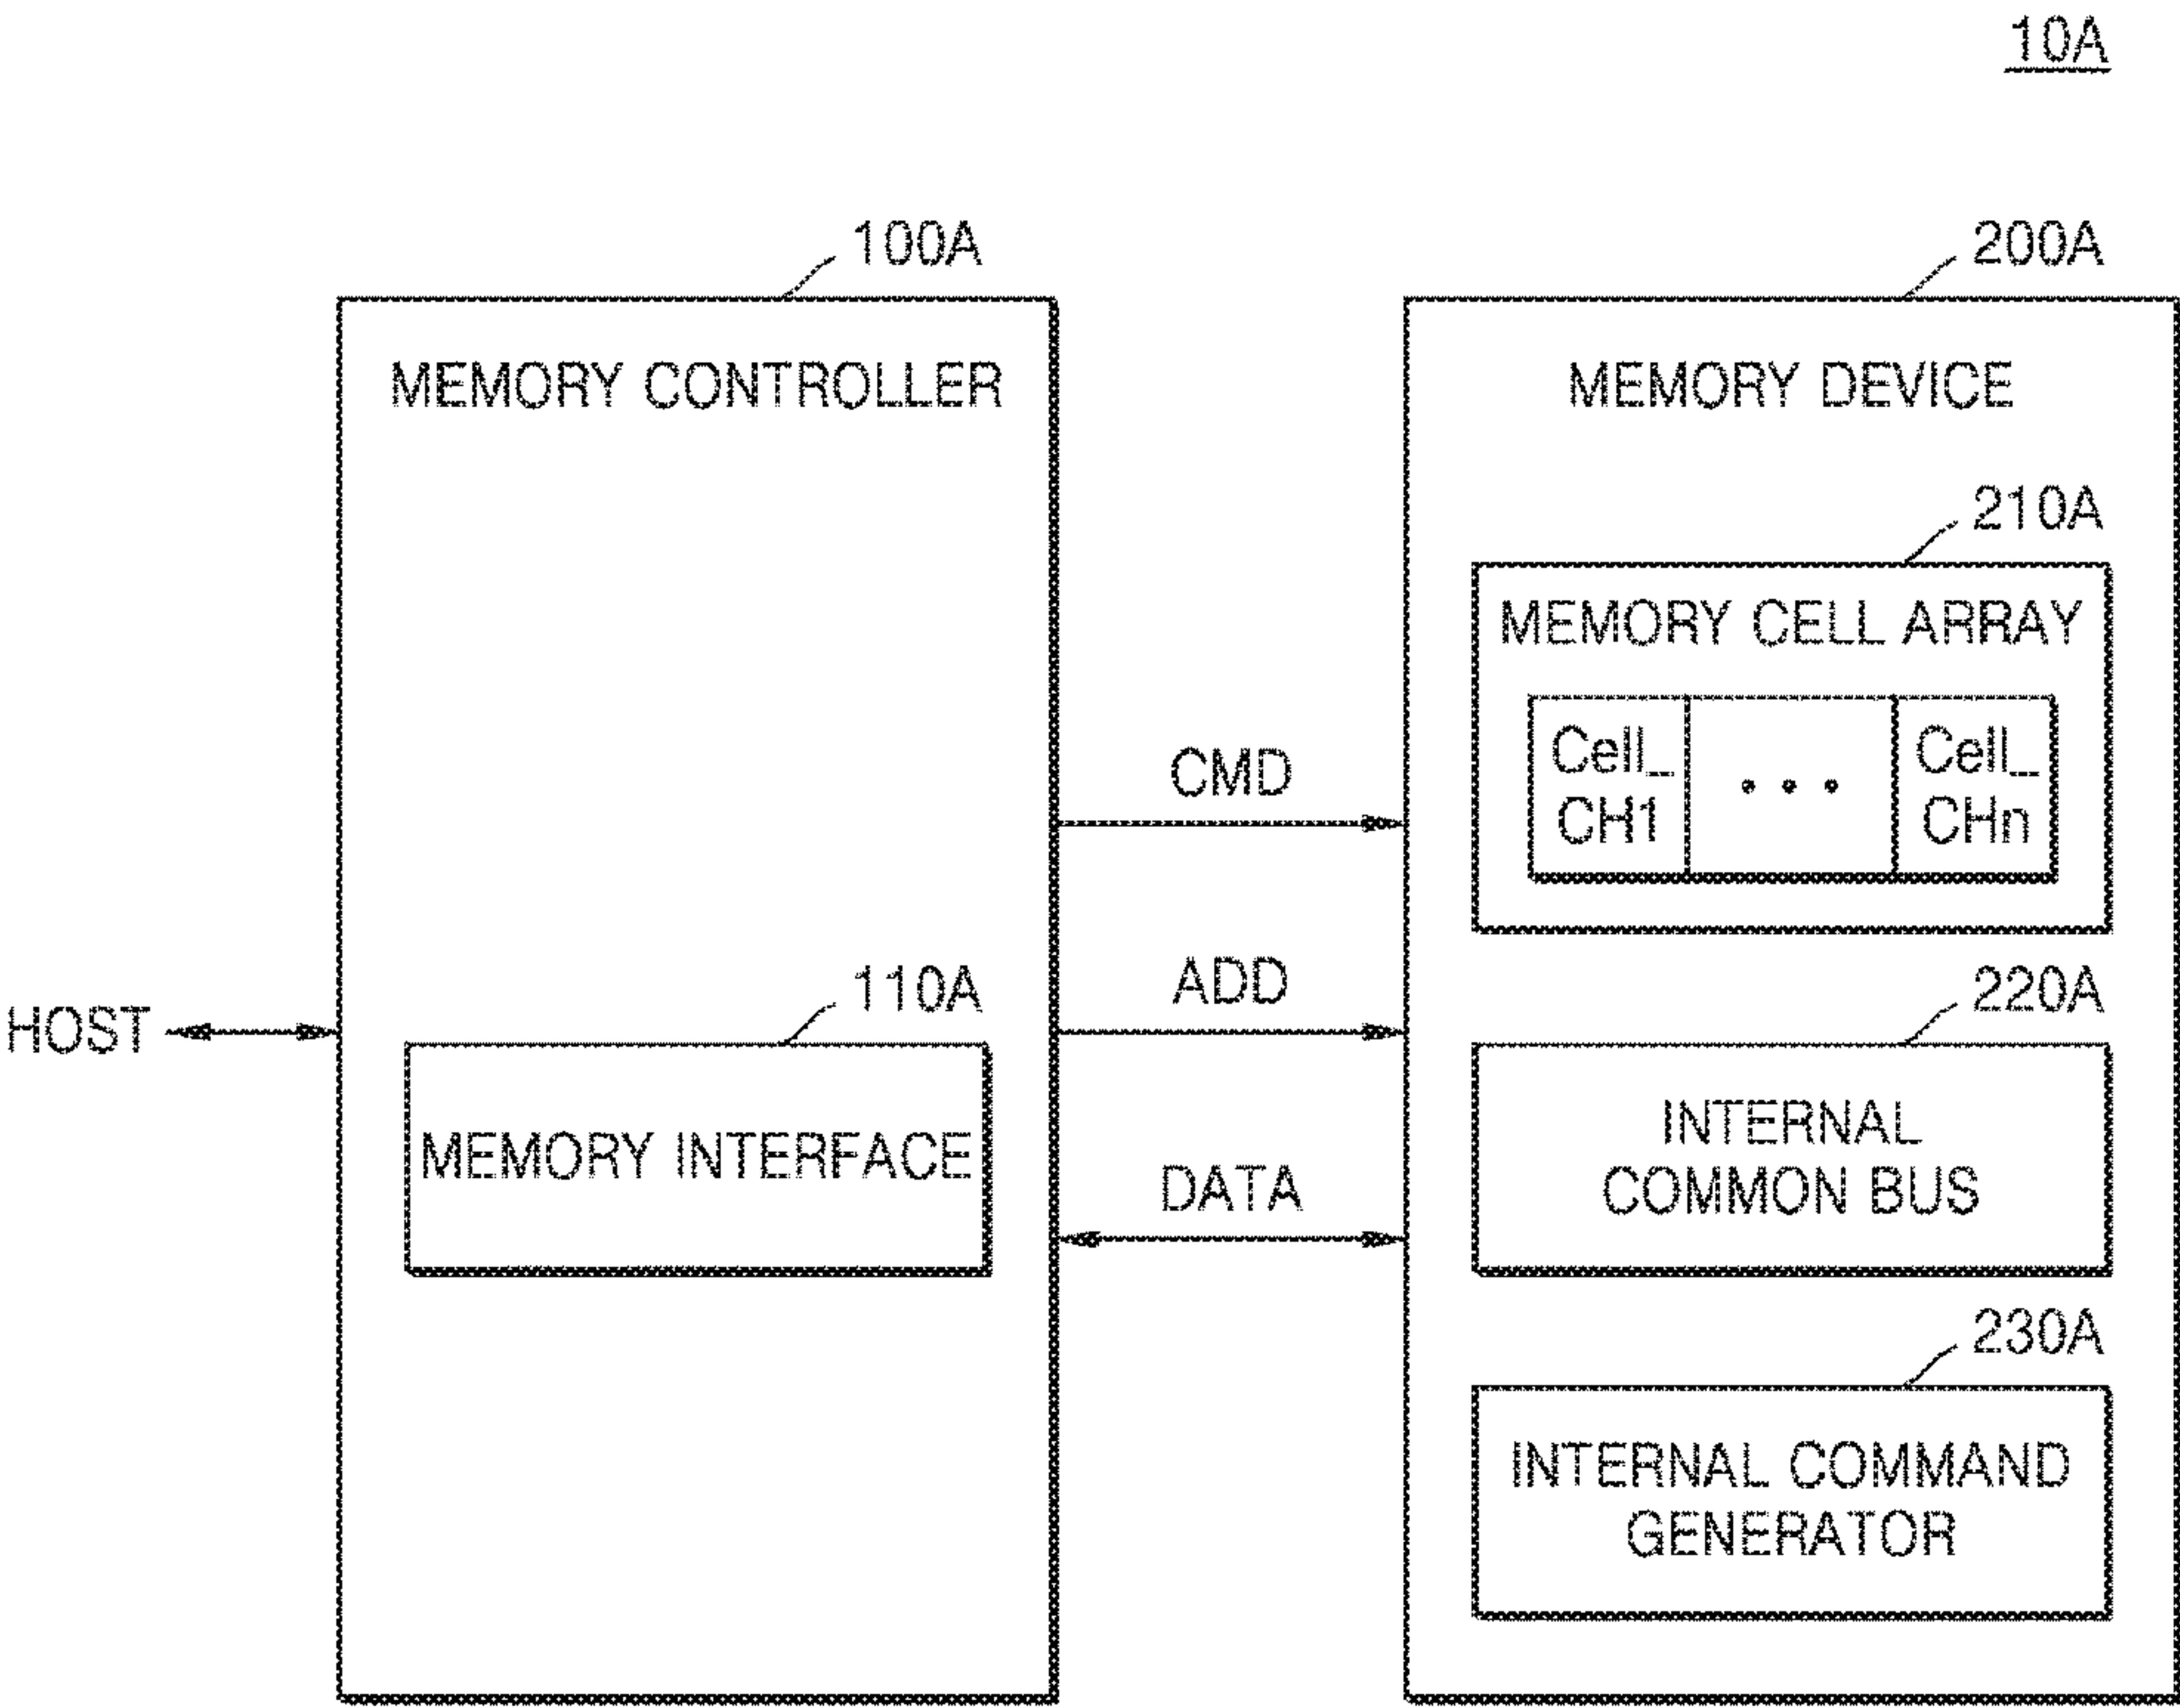 10A
100A
200A
MEMORY CONTROLLER
MEMORY DEVICE
210A
MEMORY CELL ARRAY
Cell_
CH1
• • •
Cell_
CHn
CMD
ADD
DATA
HOST
110A
MEMORY INTERFACE
220A
INTERNAL
COMMON BUS
230A
INTERNAL COMMAND
GENERATOR